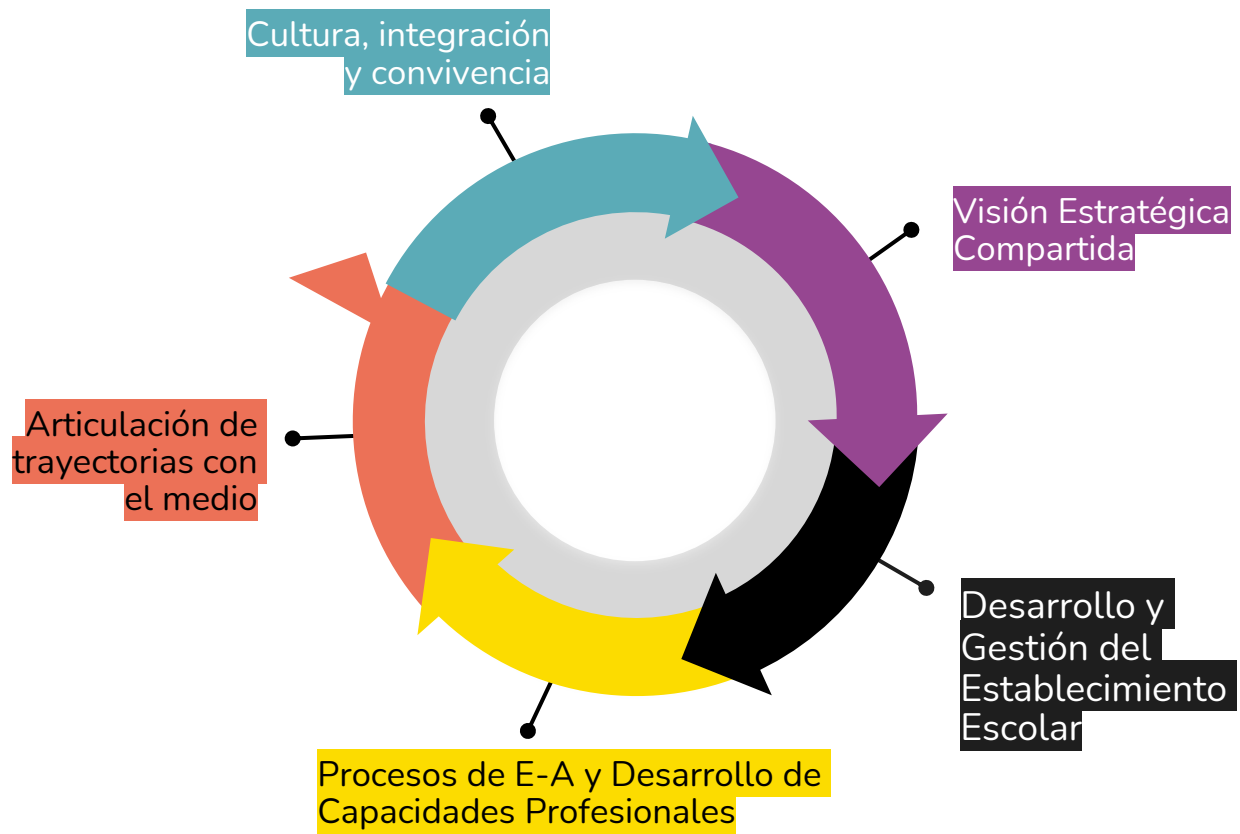 Cultura, integración
y convivencia
Visión Estratégica
Compartida
Articulación de
trayectorias con
el medio
Desarrollo y
Gestión del
Establecimiento
Escolar
Procesos de E-A y Desarrollo de
Capacidades Profesionales